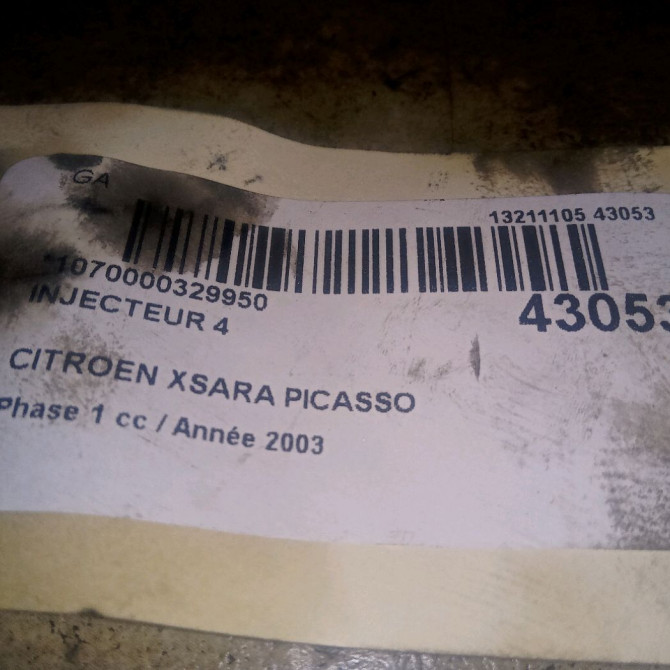 GA
13211105 43053
*1070000329950
43053
INJECTEUR 4
CITROEN XSARA PICASSO
Phase 1 cc / Année 2003